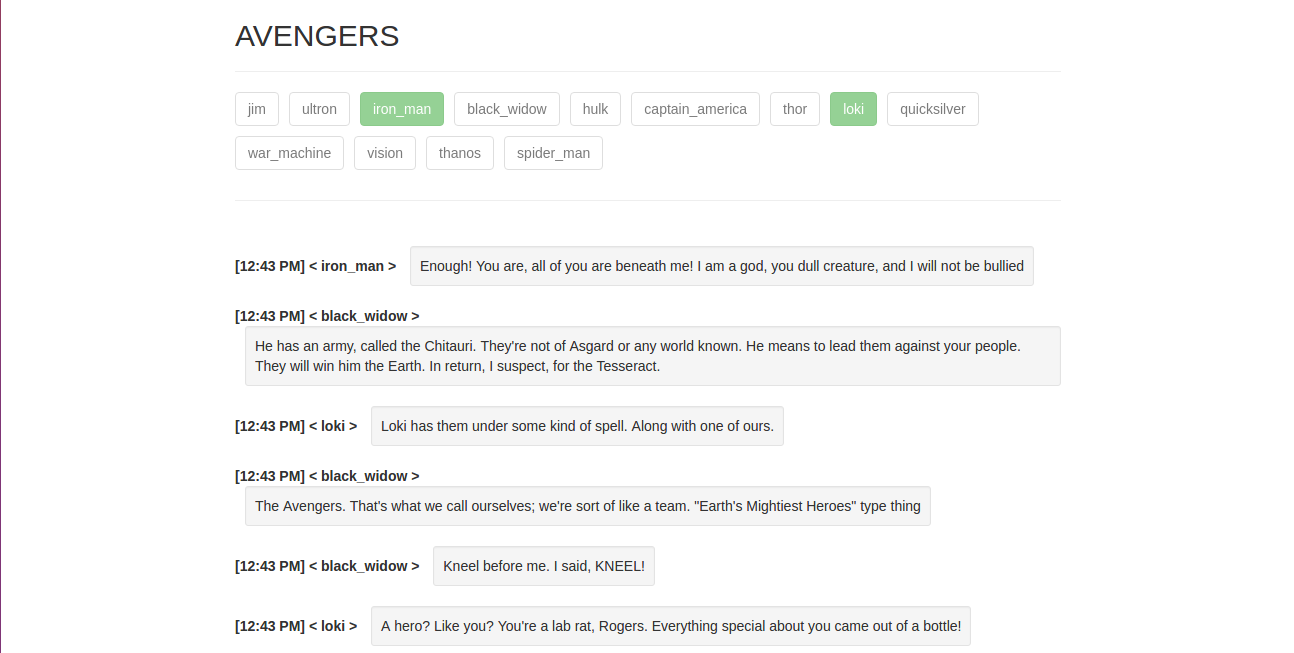 AVENGERS
jim ultron iron_man black_widow hulk captain_america thor loki quicksilver
war_machine vision thanos spider_man
[12:43 PM] < iron_man > Enough! You are, all of you are beneath me! I am a god, you dull creature, and I will not be bullied
[12:43 PM] < black_widow >
He has an army, called the Chitauri. They're not of Asgard or any world known. He means to lead them against your people.
They will win him the Earth. In return, I suspect, for the Tesseract.
[12:43 PM] < loki > Loki has them under some kind of spell. Along with one of ours.
[12:43 PM] < black_widow >
The Avengers. That's what we call ourselves; we're sort of like a team. "Earth's Mightiest Heroes" type thing
[12:43 PM] < black_widow > Kneel before me. I said, KNEEL!
[12:43 PM] < loki > A hero? Like you? You're a lab rat, Rogers. Everything special about you came out of a bottle!